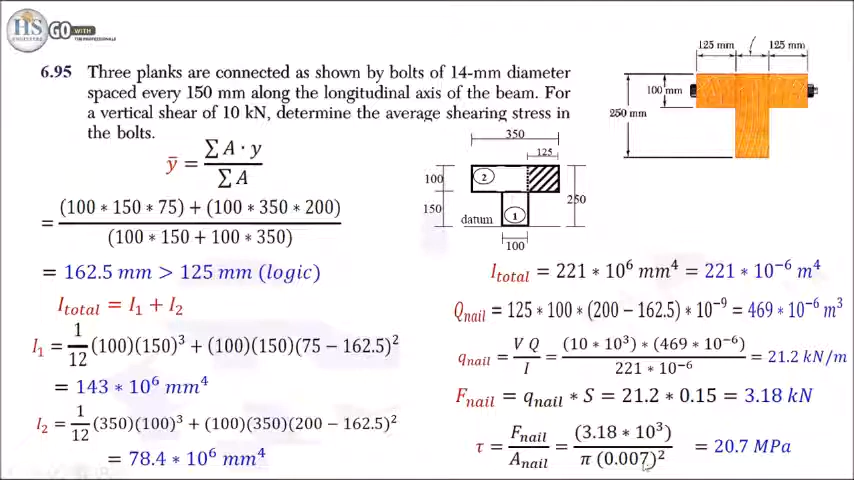 HS
ENGINEERS
GO WITH
THE PROFESSIONALS
6.95 Three planks are connected as shown by bolts of 14-mm diameter
spaced every 150 mm along the longitudinal axis of the beam. For
a vertical shear of 10 kN, determine the average shearing stress in
the bolts.
ȳ = ∑ A · y / ∑ A
= (100 * 150 * 75) + (100 * 350 * 200) / (100 * 150 + 100 * 350)
= 162.5 mm > 125 mm (logic)
I_total = I_1 + I_2
I_1 = 1/12 (100)(150)^3 + (100)(150)(75 − 162.5)^2
= 143 * 10^6 mm^4
I_2 = 1/12 (350)(100)^3 + (100)(350)(200 − 162.5)^2
= 78.4 * 10^6 mm^4
350
125
100
2
150
250
datum
1
100
125 mm
125 mm
100 mm
250 mm
I_total = 221 * 10^6 mm^4 = 221 * 10^−6 m^4
Q_nail = 125 * 100 * (200 − 162.5) * 10^−9 = 469 * 10^−6 m^3
q_nail = V Q / I = (10 * 10^3) * (469 * 10^−6) / 221 * 10^−6 = 21.2 kN/m
F_nail = q_nail * S = 21.2 * 0.15 = 3.18 kN
τ = F_nail / A_nail = (3.18 * 10^3) / π (0.007)^2 = 20.7 MPa